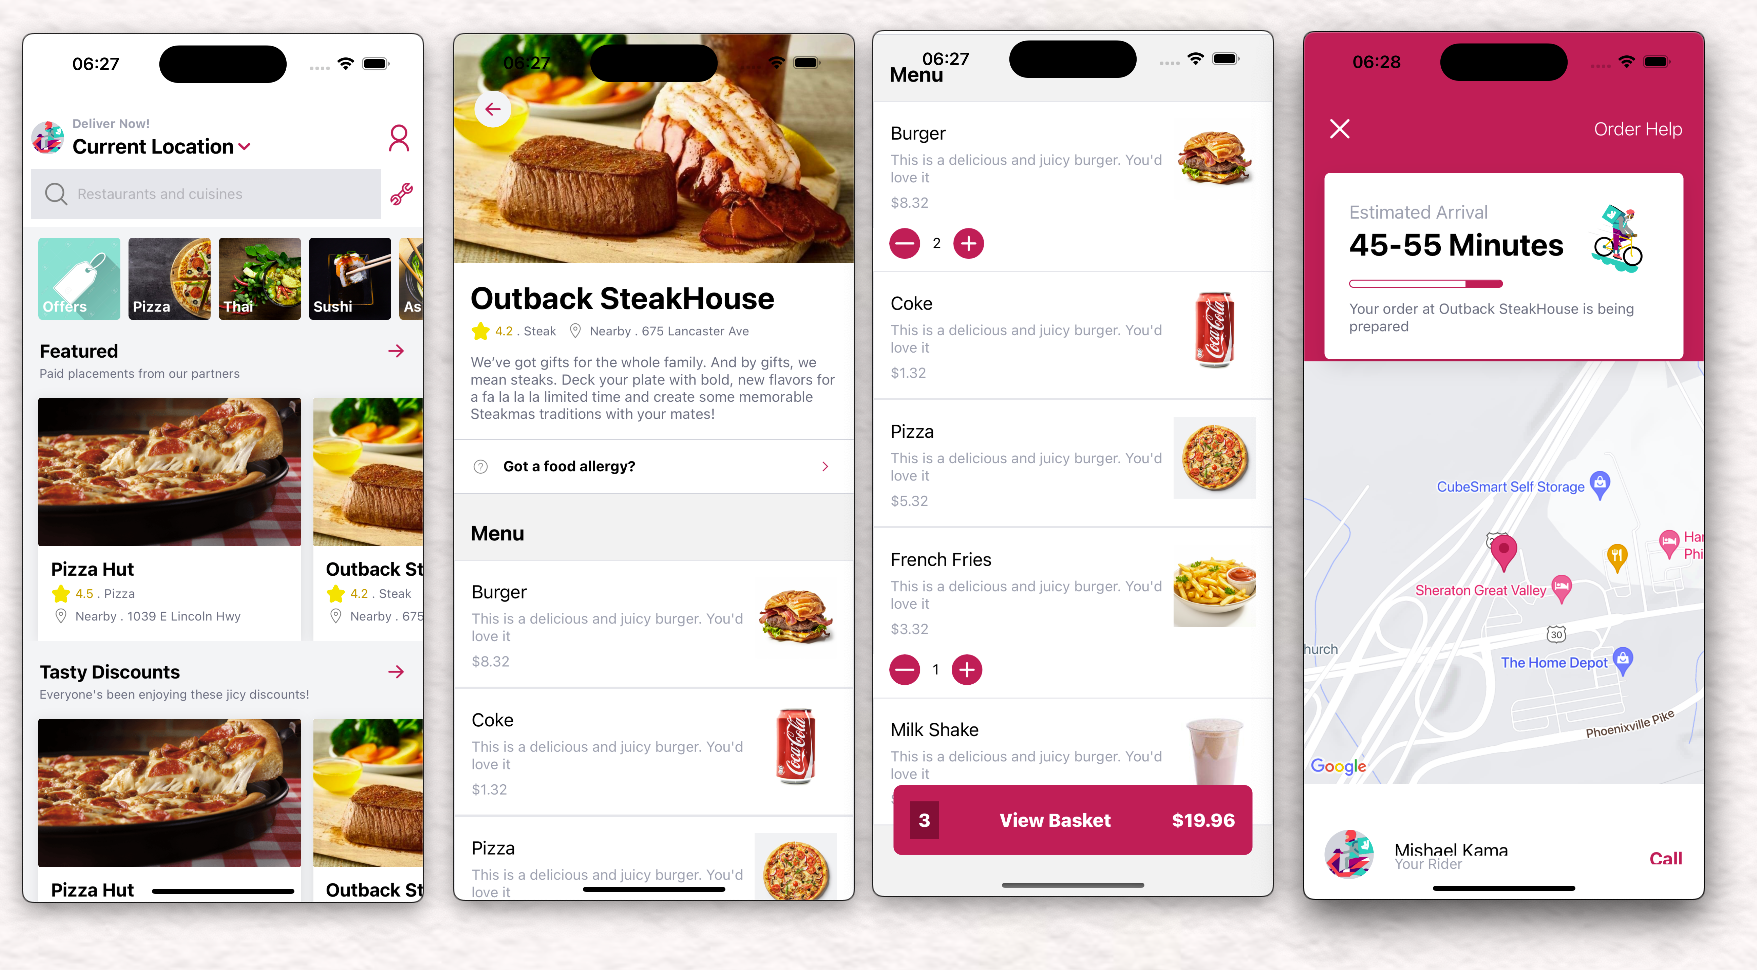 06:27
Deliver Now!
Current Location
Restaurants and cuisines
Offers
Pizza
Thai
Sushi
As
Featured
Paid placements from our partners
Pizza Hut
4.5 . Pizza
Nearby . 1039 E Lincoln Hwy
Outback St
4.2 . Steak
Nearby . 675
Tasty Discounts
Everyone's been enjoying these jicy discounts!
Pizza Hut
Outback St
06:27
Outback SteakHouse
4.2 . Steak
Nearby . 675 Lancaster Ave
We've got gifts for the whole family. And by gifts, we
mean steaks. Deck your plate with bold, new flavors for
a fa la la la limited time and create some memorable
Steakmas traditions with your mates!
Got a food allergy?
Menu
Burger
This is a delicious and juicy burger. You'd
love it
$8.32
Coke
This is a delicious and juicy burger. You'd
love it
$1.32
Coca-Cola
Pizza
This is a delicious and juicy burger. You'd
love it
06:27
Menu
Burger
This is a delicious and juicy burger. You'd
love it
$8.32
2
Coke
This is a delicious and juicy burger. You'd
love it
$1.32
Coca-Cola
Pizza
This is a delicious and juicy burger. You'd
love it
$5.32
French Fries
This is a delicious and juicy burger. You'd
love it
$3.32
1
Milk Shake
This is a delicious and juicy burger. You'd
love it
3
View Basket
$19.96
06:28
Order Help
Estimated Arrival
45-55 Minutes
Your order at Outback SteakHouse is being
prepared
CubeSmart Self Storage
Har
Phi
Sheraton Great Valley
30
hurch
The Home Depot
Phoenixville Pike
Google
Mishael Kama
Your Rider
Call